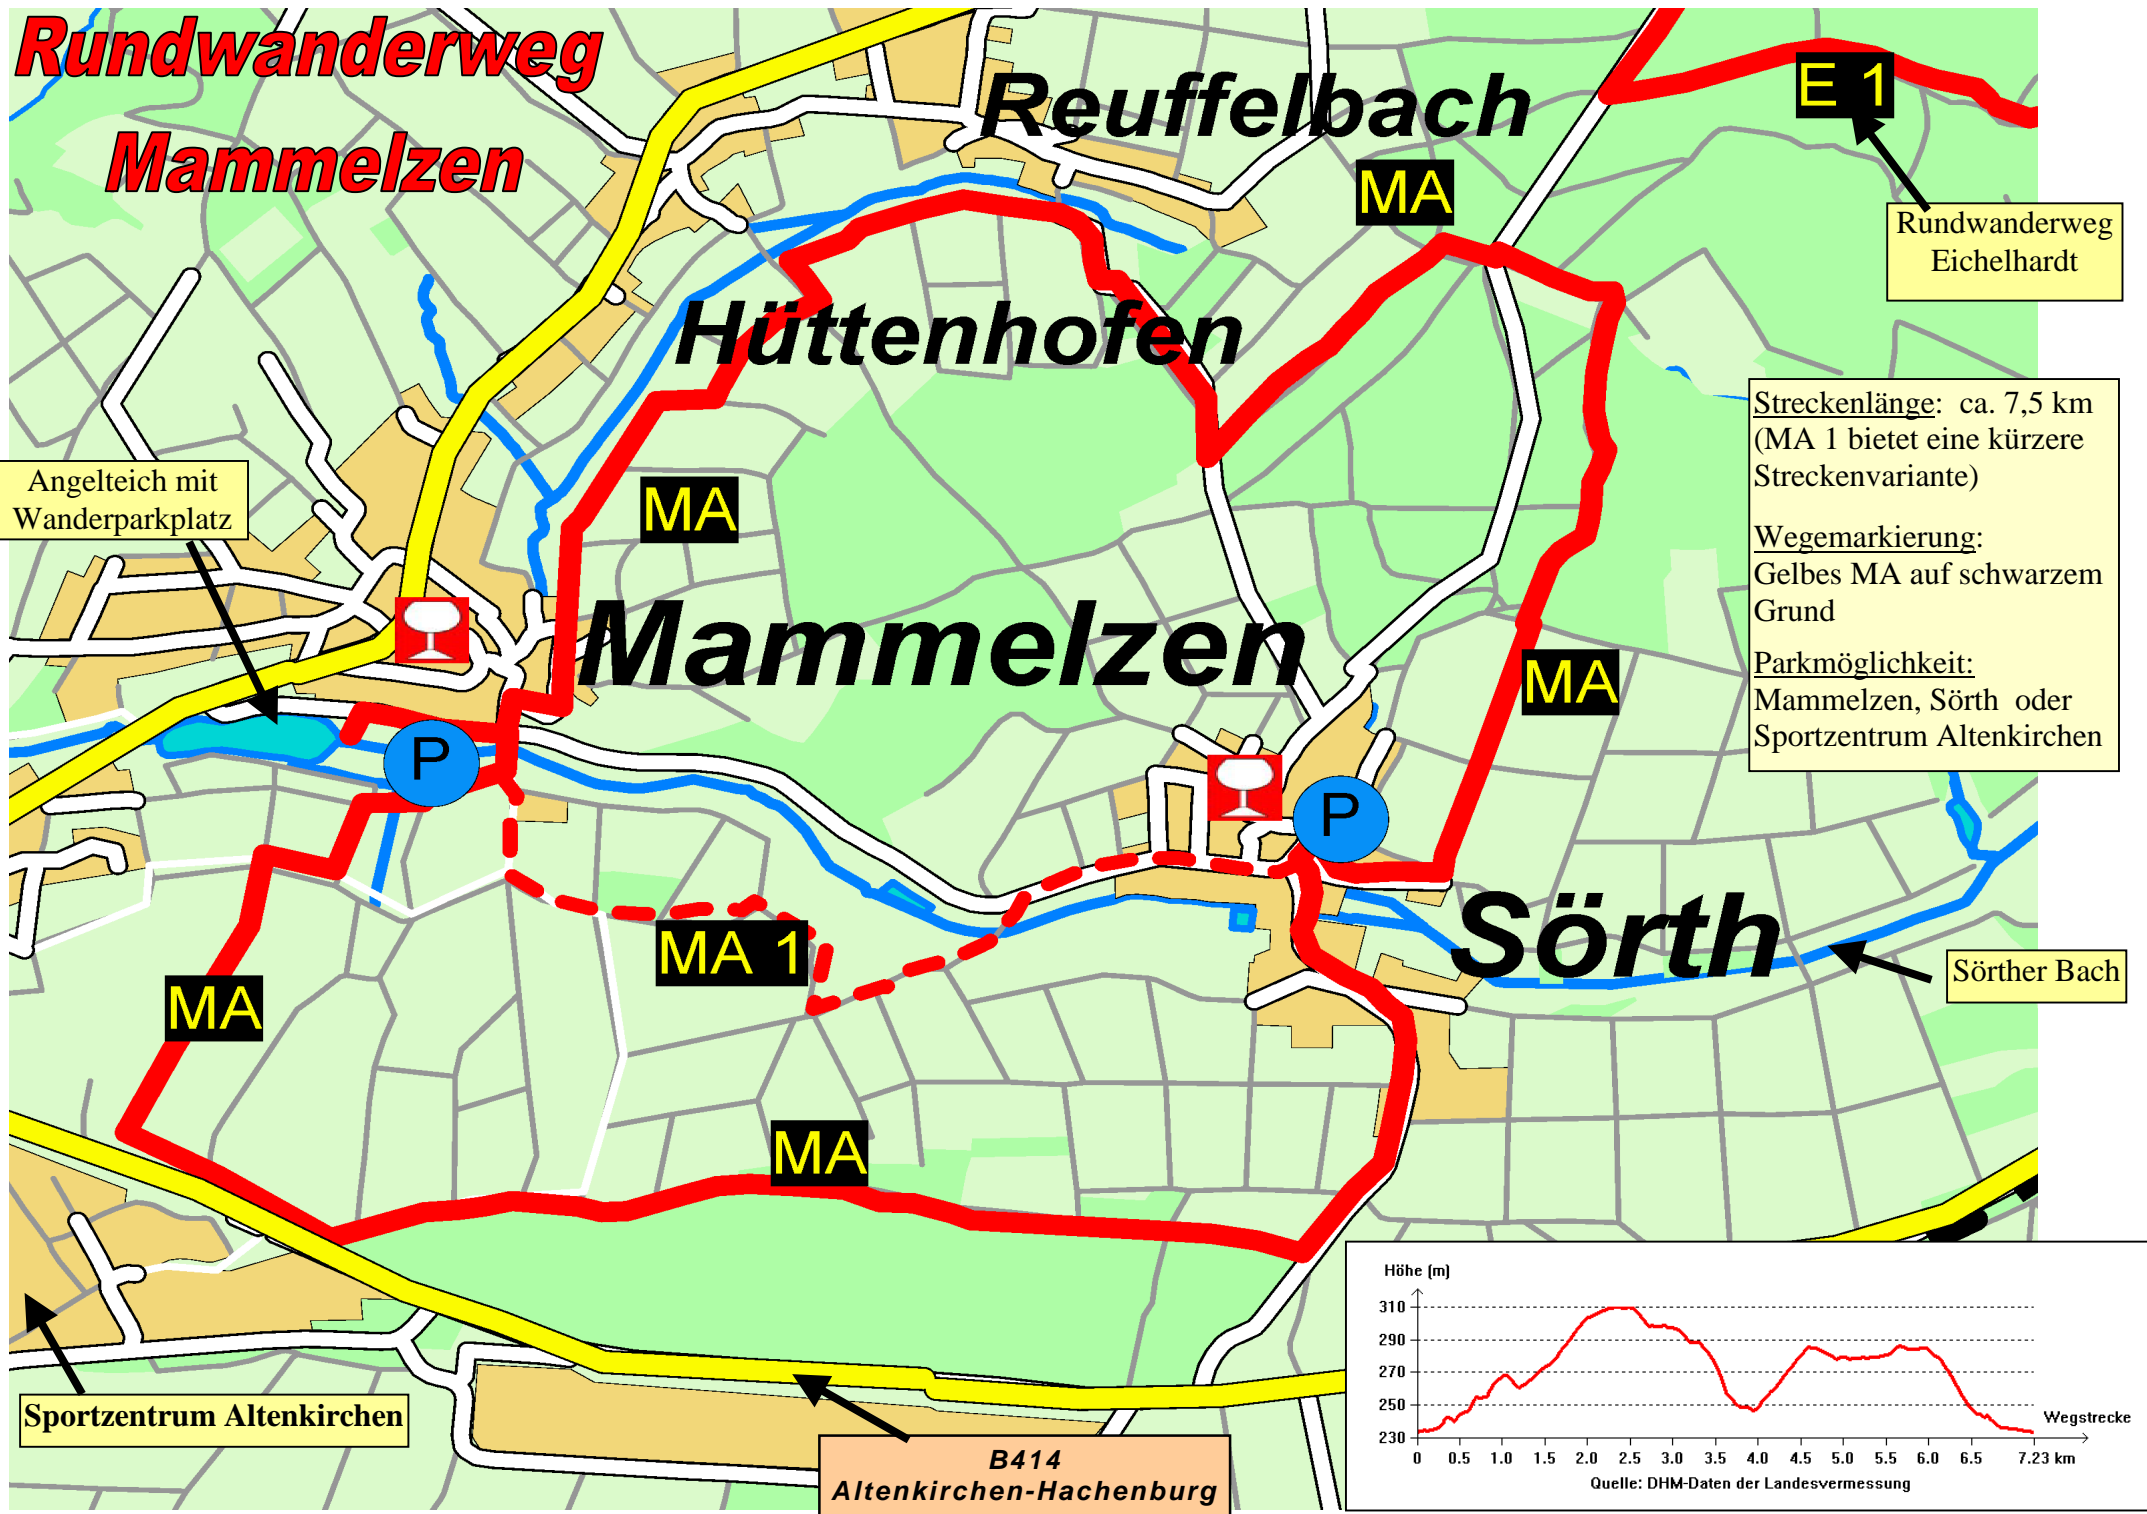 Rundwanderweg
Mammelzen
Reuffelbach
E 1
MA
Rundwanderweg
Eichelhardt
Hüttenhofen
Streckenlänge:  ca. 7,5 km
(MA 1 bietet eine kürzere
Streckenvariante)
Wegemarkierung:
Gelbes MA auf schwarzem
Grund
Parkmöglichkeit:
Mammelzen, Sörth  oder
Sportzentrum Altenkirchen
Angelteich mit
Wanderparkplatz
MA
Mammelzen
MA
P
P
Sörth
MA 1
MA
Sörther Bach
MA
Sportzentrum Altenkirchen
B414
Altenkirchen-Hachenburg
Höhe (m)
310
290
270
250
230
Wegstrecke
0 0.5 1.0 1.5 2.0 2.5 3.0 3.5 4.0 4.5 5.0 5.5 6.0 6.5 7.23 km
Quelle: DHM-Daten der Landesvermessung